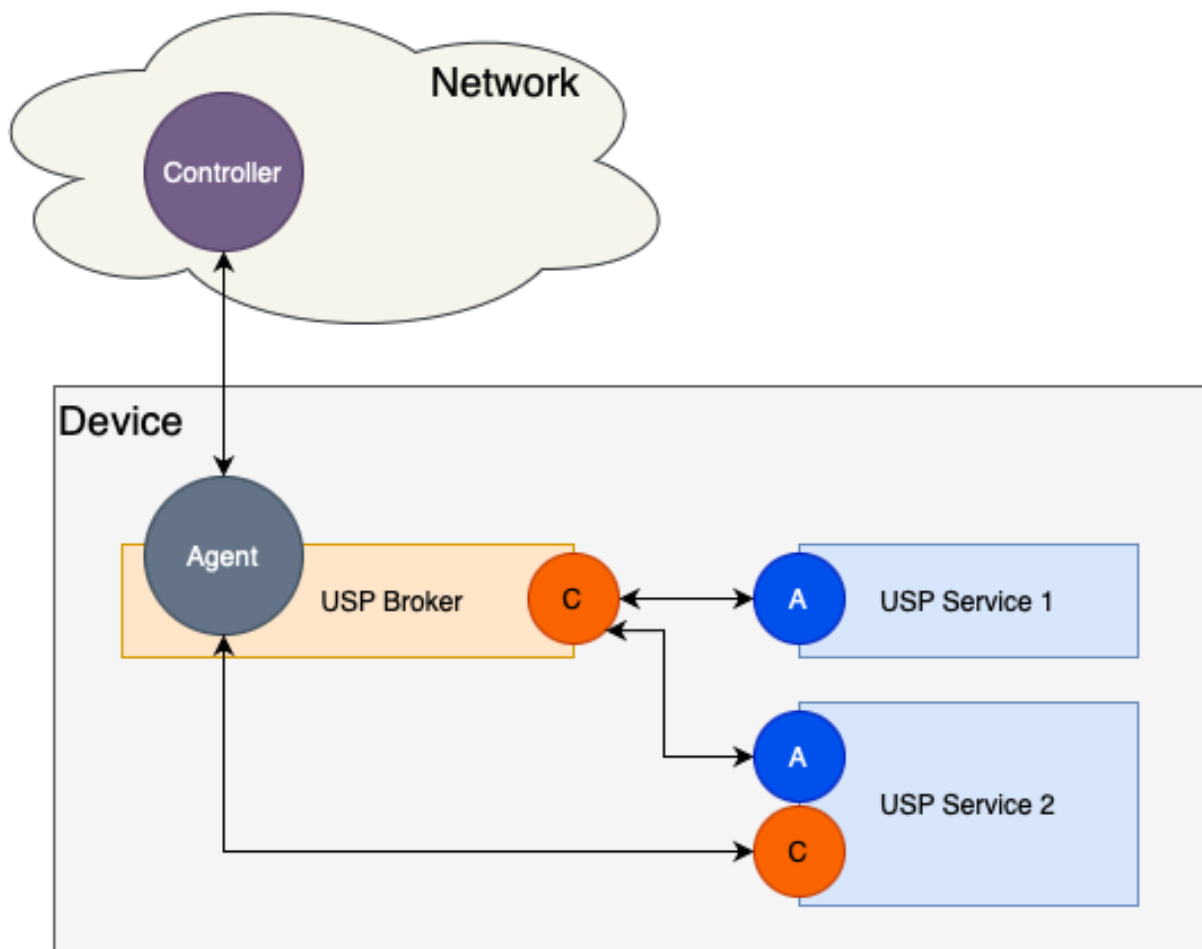 Network
Controller
Device
Agent
USP Broker
C
A
USP Service 1
A
USP Service 2
C